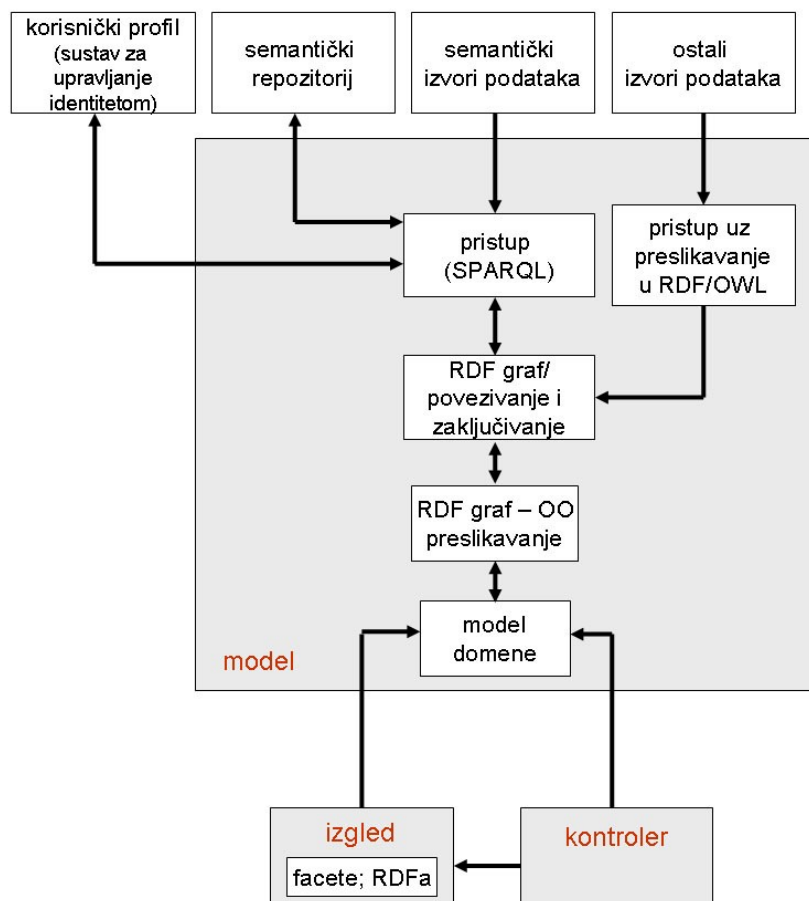 korisnički profil
(sustav za
upravljanje
identitetom)
semantički
repozitorij
semantički
izvori podataka
ostali
izvori podataka
pristup
(SPARQL)
pristup uz
preslikavanje
u RDF/OWL
RDF graf/
povezivanje i
zaključivanje
RDF graf – OO
preslikavanje
model
domene
model
izgled
facete; RDFa
kontroler